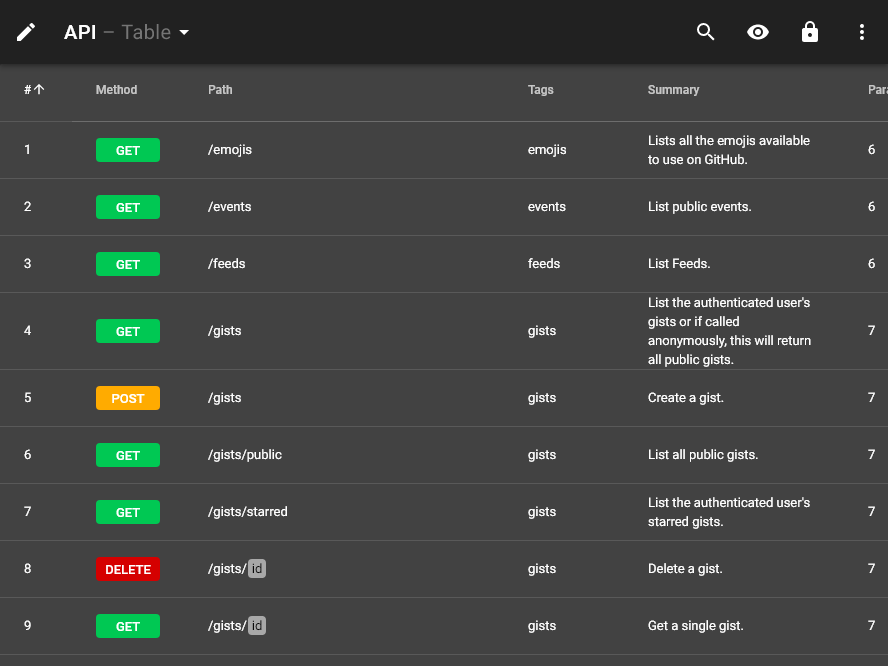 API – Table
# Method Path Tags Summary Para
1 GET /emojis emojis Lists all the emojis available
to use on GitHub. 6
2 GET /events events List public events. 6
3 GET /feeds feeds List Feeds. 6
4 GET /gists gists List the authenticated user's
gists or if called
anonymously, this will return
all public gists. 7
5 POST /gists gists Create a gist. 7
6 GET /gists/public gists List all public gists. 7
7 GET /gists/starred gists List the authenticated user's
starred gists. 7
8 DELETE /gists/id gists Delete a gist. 7
9 GET /gists/id gists Get a single gist. 7